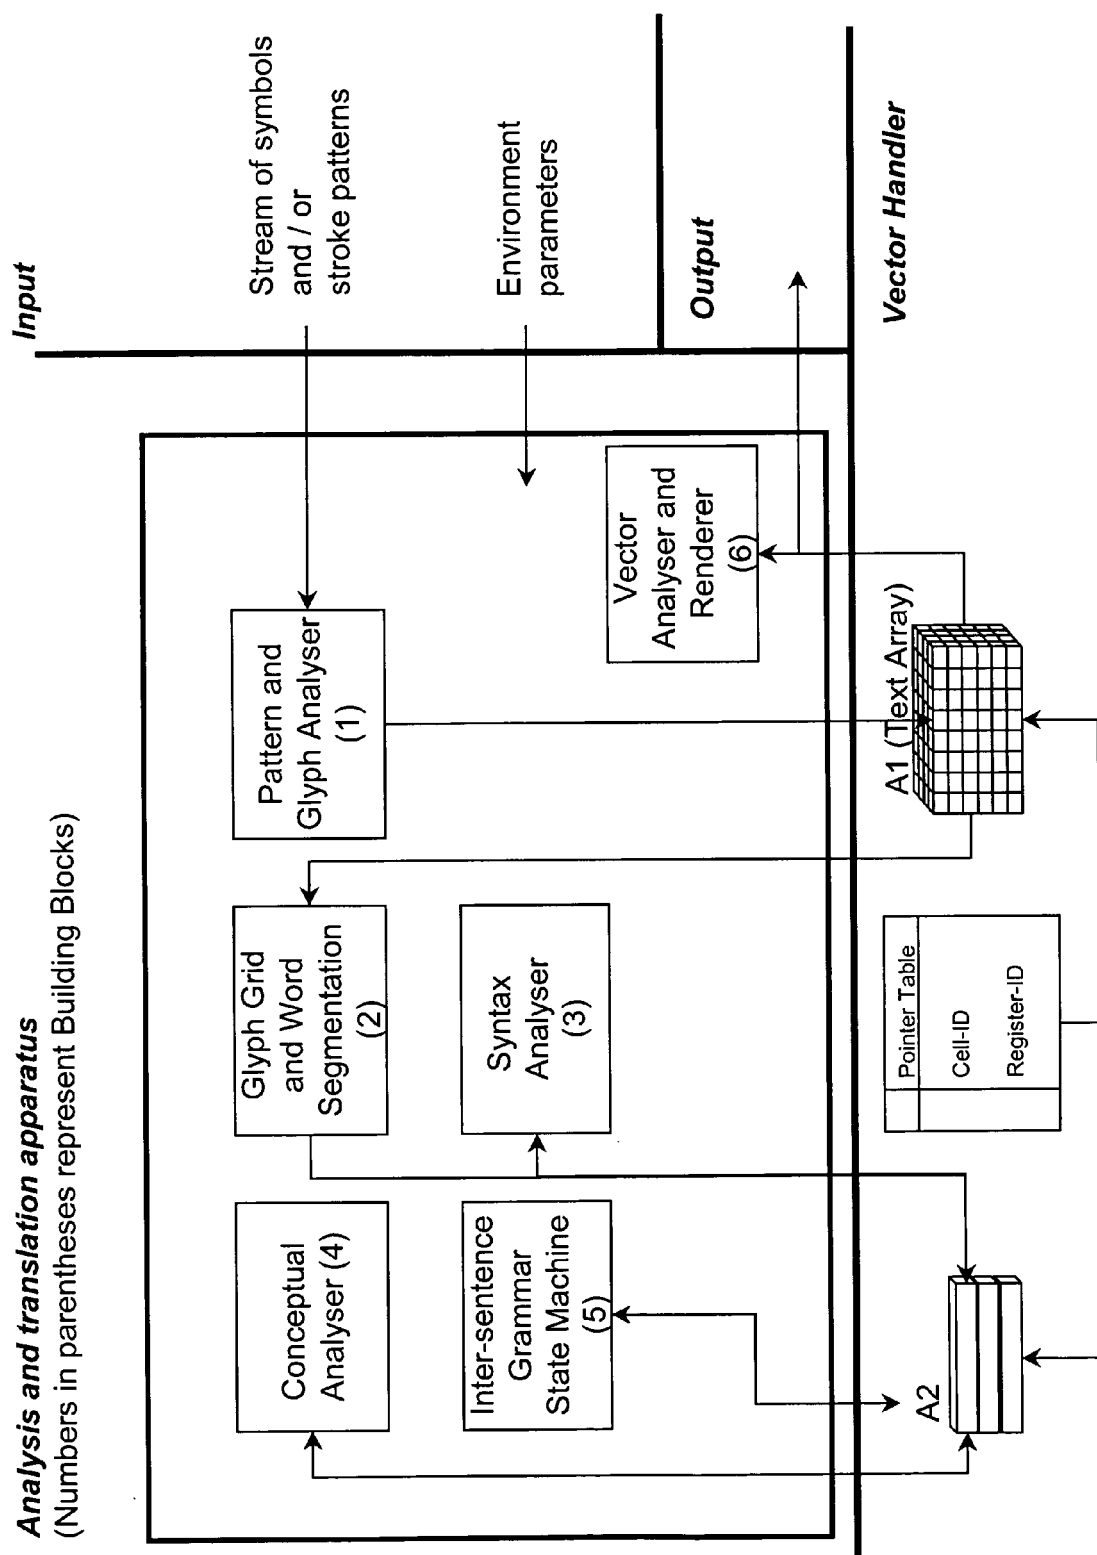 Analysis and translation apparatus
(Numbers in parentheses represent Building Blocks)
Input
Conceptual
Analyser (4)
Glyph Grid
and Word
Segmentation
(2)
Pattern and
Glyph Analyser
(1)
Stream of symbols
and / or
stroke patterns
Inter-sentence
Grammar
State Machine
(5)
Syntax
Analyser
(3)
Environment
parameters
Vector
Analyser and
Renderer
(6)
Output
Vector Handler
A2
Pointer Table
Cell-ID
Register-ID
A1 (Text Array)